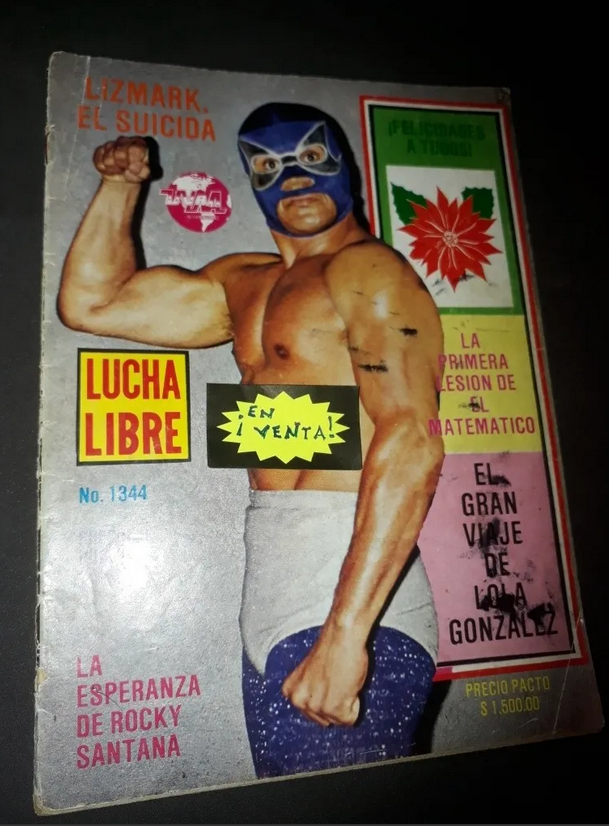 LIZMARK,
EL SUICIDA
¡FELICIDADES
A TODOS!
LA
PRIMERA
LESION DE
EL
MATEMATICO
LUCHA
LIBRE
¡EN
VENTA!
No. 1344
EL
GRAN
VIAJE
DE
LOLA
GONZALEZ
LA
ESPERANZA
DE ROCKY
SANTANA
PRECIO PACTO
$ 1,500.00